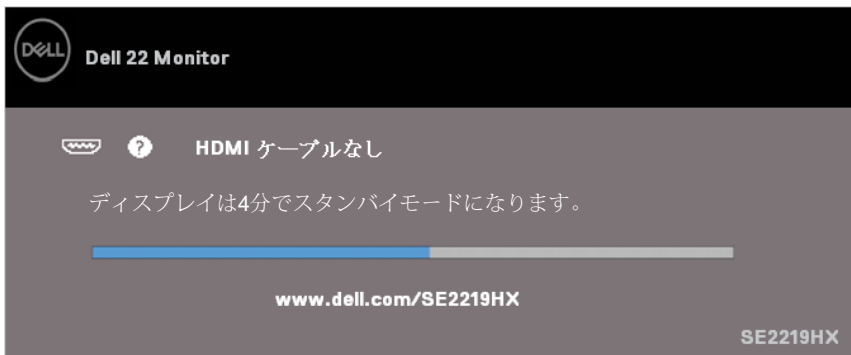 DELL
Dell 22 Monitor
? HDMI ケーブルなし
ディスプレイは4分でスタンバイモードになります。
www.dell.com/SE2219HX
SE2219HX